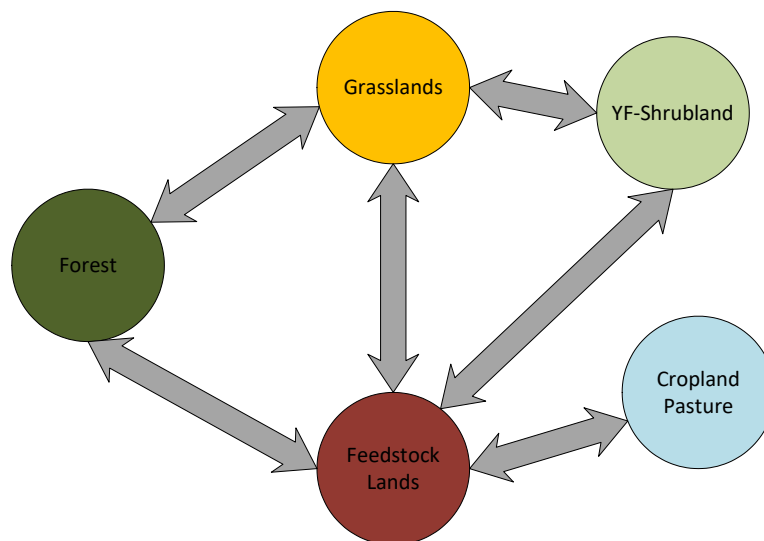 Grasslands
YF-Shrubland
Forest
Cropland
Pasture
Feedstock
Lands